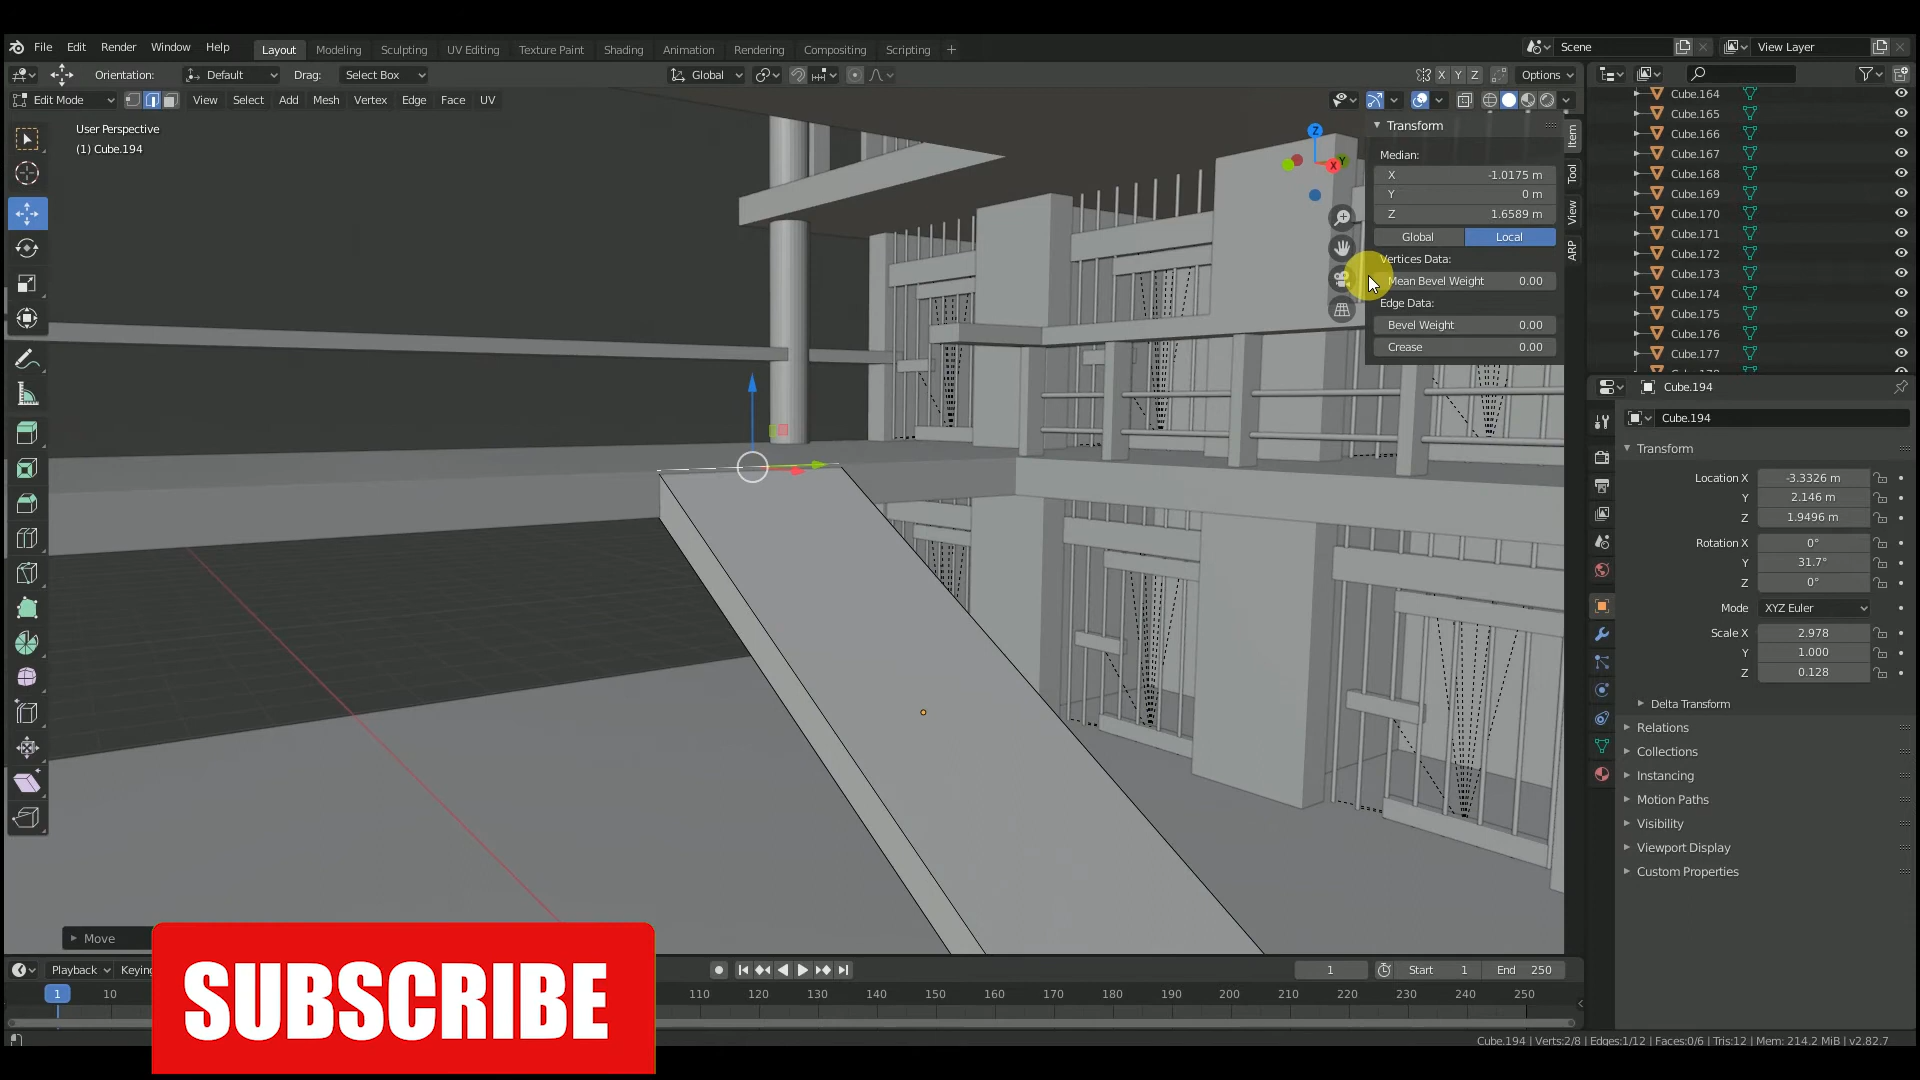 File Edit Render Window Help Layout Modeling Sculpting UV Editing Texture Paint Shading Animation Rendering Compositing Scripting + Scene View Layer
Orientation: Default Drag: Select Box Global X Y Z Options
Edit Mode View Select Add Mesh Vertex Edge Face UV
User Perspective
(1) Cube.194
Z
Y
X
Transform
Median:
X -1.0175 m
Y 0 m
Z 1.6589 m
Global Local
Vertices Data:
Mean Bevel Weight 0.00
Edge Data:
Bevel Weight 0.00
Crease 0.00
Item
Tool
View
ARP
Cube.164
Cube.165
Cube.166
Cube.167
Cube.168
Cube.169
Cube.170
Cube.171
Cube.172
Cube.173
Cube.174
Cube.175
Cube.176
Cube.177
Cube.194
Cube.194
Transform
Location X -3.3326 m
Y 2.146 m
Z 1.9496 m
Rotation X 0°
Y 31.7°
Z 0°
Mode XYZ Euler
Scale X 2.978
Y 1.000
Z 0.128
Delta Transform
Relations
Collections
Instancing
Motion Paths
Visibility
Viewport Display
Custom Properties
Move
Playback Keying 1 Start 1 End 250
1 10 110 120 130 140 150 160 170 180 190 200 210 220 230 240 250
SUBSCRIBE
Cube.194 | Verts:2/8 | Edges:1/12 | Faces:0/6 | Tris:12 | Mem: 214.2 MiB | v2.82.7